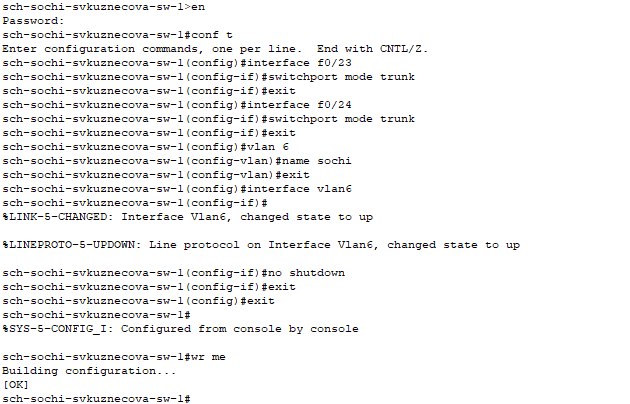 sch-sochi-svkuznecova-sw-1>en
Password:
sch-sochi-svkuznecova-sw-1#conf t
Enter configuration commands, one per line.  End with CNTL/Z.
sch-sochi-svkuznecova-sw-1(config)#interface f0/23
sch-sochi-svkuznecova-sw-1(config-if)#switchport mode trunk
sch-sochi-svkuznecova-sw-1(config-if)#exit
sch-sochi-svkuznecova-sw-1(config)#interface f0/24
sch-sochi-svkuznecova-sw-1(config-if)#switchport mode trunk
sch-sochi-svkuznecova-sw-1(config-if)#exit
sch-sochi-svkuznecova-sw-1(config)#vlan 6
sch-sochi-svkuznecova-sw-1(config-vlan)#name sochi
sch-sochi-svkuznecova-sw-1(config-vlan)#exit
sch-sochi-svkuznecova-sw-1(config)#interface vlan6
sch-sochi-svkuznecova-sw-1(config-if)#
%LINK-5-CHANGED: Interface Vlan6, changed state to up
%LINEPROTO-5-UPDOWN: Line protocol on Interface Vlan6, changed state to up
sch-sochi-svkuznecova-sw-1(config-if)#no shutdown
sch-sochi-svkuznecova-sw-1(config-if)#exit
sch-sochi-svkuznecova-sw-1(config)#exit
sch-sochi-svkuznecova-sw-1#
%SYS-5-CONFIG_I: Configured from console by console
sch-sochi-svkuznecova-sw-1#wr me
Building configuration...
[OK]
sch-sochi-svkuznecova-sw-1#